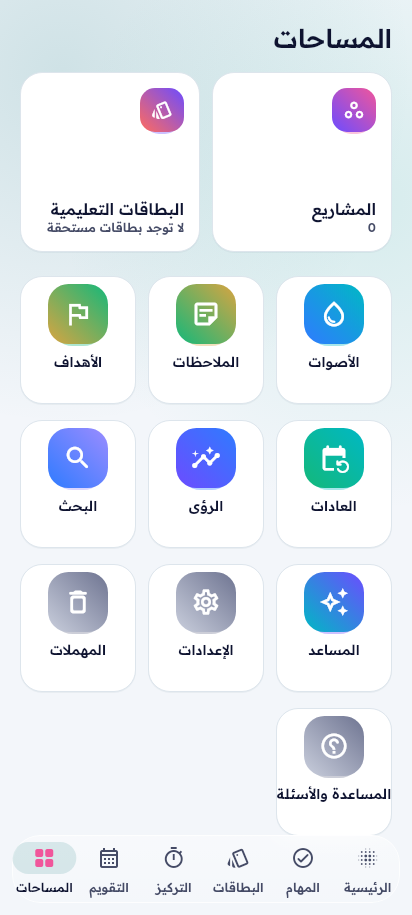 المساحات
المشاريع
0
البطاقات التعليمية
لا توجد بطاقات مستحقة
الأصوات
الملاحظات
الأهداف
العادات
الرؤى
البحث
المساعد
الإعدادات
المهملات
المساعدة والأسئلة
الرئيسية
المهام
البطاقات
التركيز
التقويم
المساحات